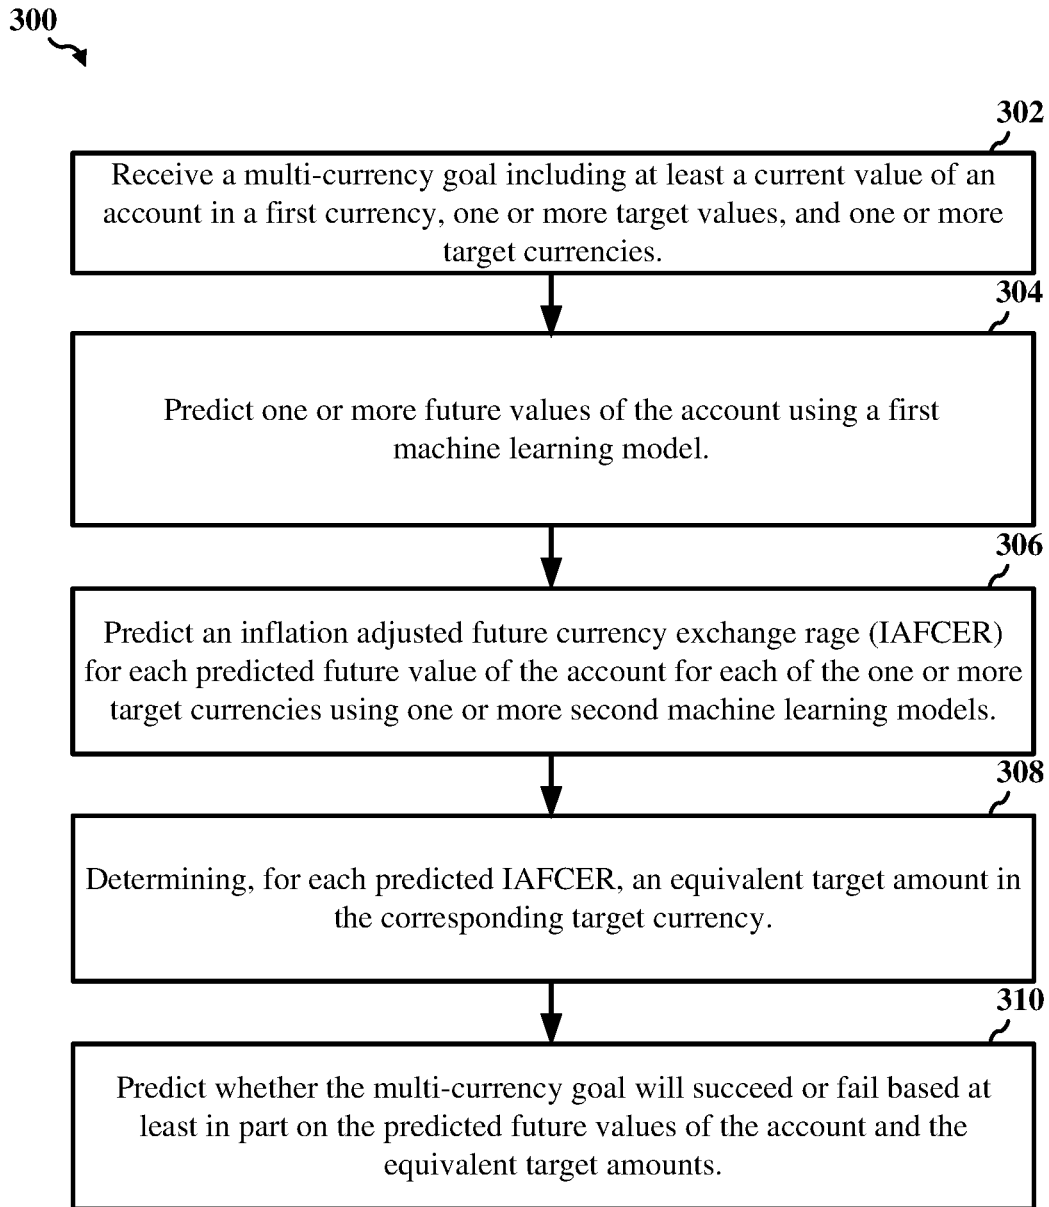 300
302
Receive a multi-currency goal including at least a current value of an
account in a first currency, one or more target values, and one or more
target currencies.
304
Predict one or more future values of the account using a first
machine learning model.
306
Predict an inflation adjusted future currency exchange rage (IAFCER)
for each predicted future value of the account for each of the one or more
target currencies using one or more second machine learning models.
308
Determining, for each predicted IAFCER, an equivalent target amount in
the corresponding target currency.
310
Predict whether the multi-currency goal will succeed or fail based at
least in part on the predicted future values of the account and the
equivalent target amounts.